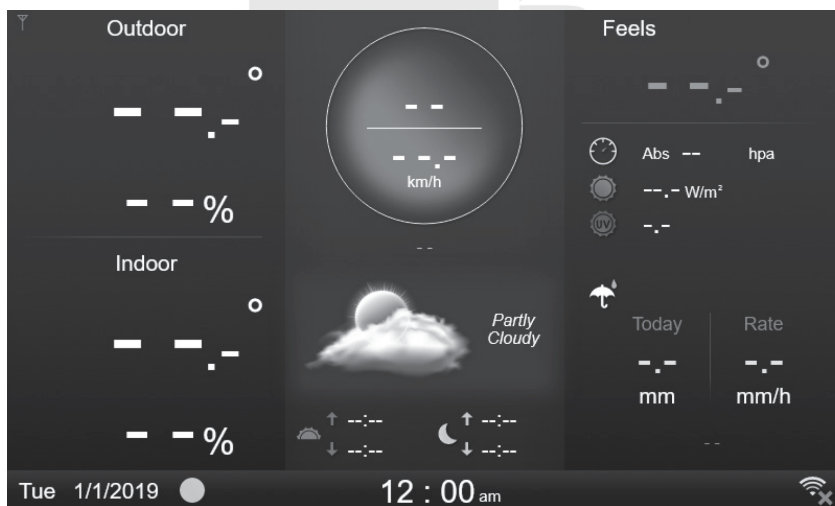 Outdoor
- - .- °
- - %
Indoor
- - .- °
- - %
- -
- - .-
km/h
- -
Partly
Cloudy
↑ --:--
↓ --:--
↑ --:--
↓ --:--
Feels
- - .- °
Abs -- hpa
--.- W/m²
UV -.-
Today Rate
-.- -.-
mm mm/h
- -
Tue 1/1/2019 12 : 00 am